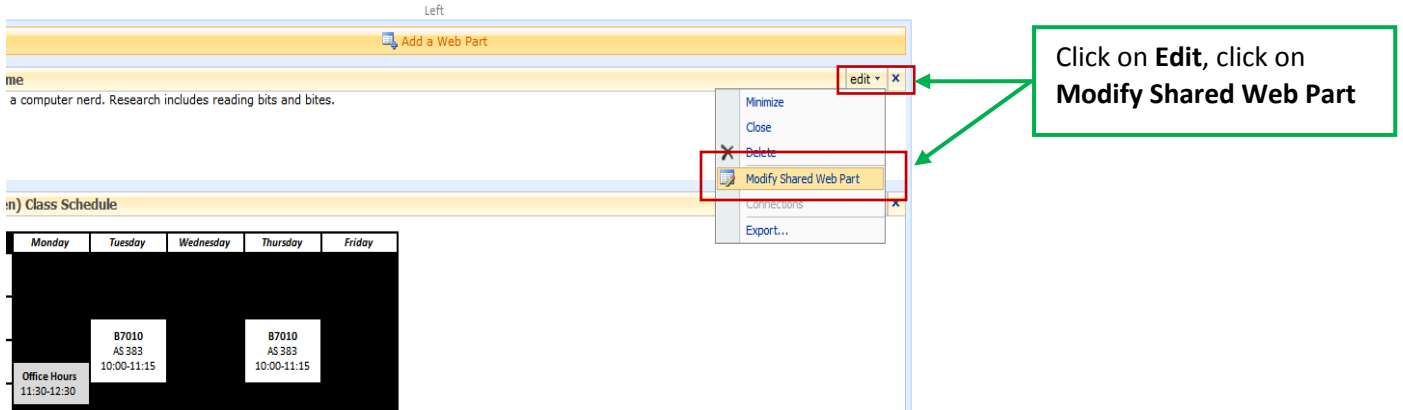 Left
Add a Web Part
me
edit
a computer nerd. Research includes reading bits and bites.
Minimize
Close
Delete
Modify Shared Web Part
Connections
Export...
Click on Edit, click on
Modify Shared Web Part
en) Class Schedule
Monday Tuesday Wednesday Thursday Friday
B7010 B7010
AS 383 AS 383
10:00-11:15 10:00-11:15
Office Hours
11:30-12:30